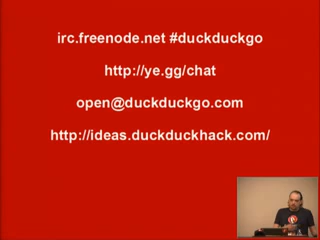 irc.freenode.net #duckduckgo
http://ye.gg/chat
open@duckduckgo.com
http://ideas.duckduckhack.com/